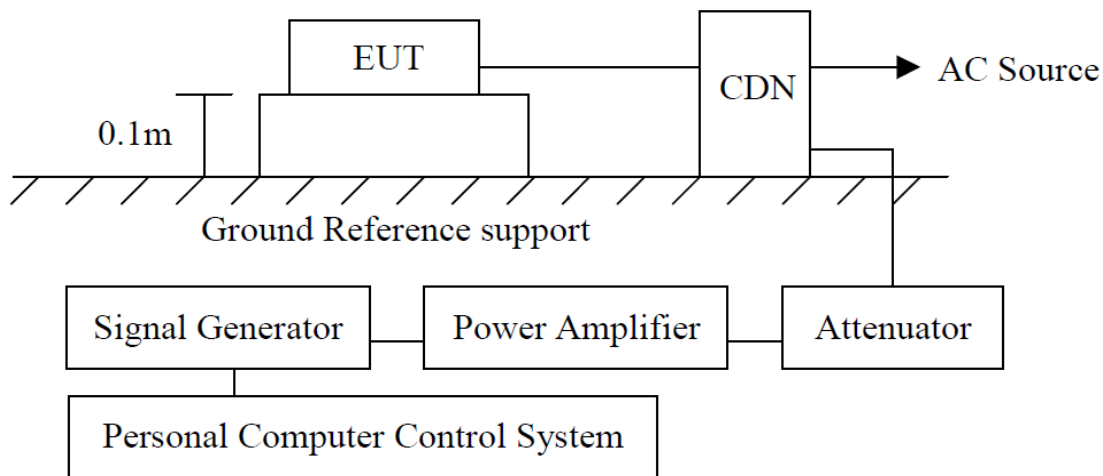 EUT
CDN
AC Source
0.1m
Ground Reference support
Signal Generator
Power Amplifier
Attenuator
Personal Computer Control System